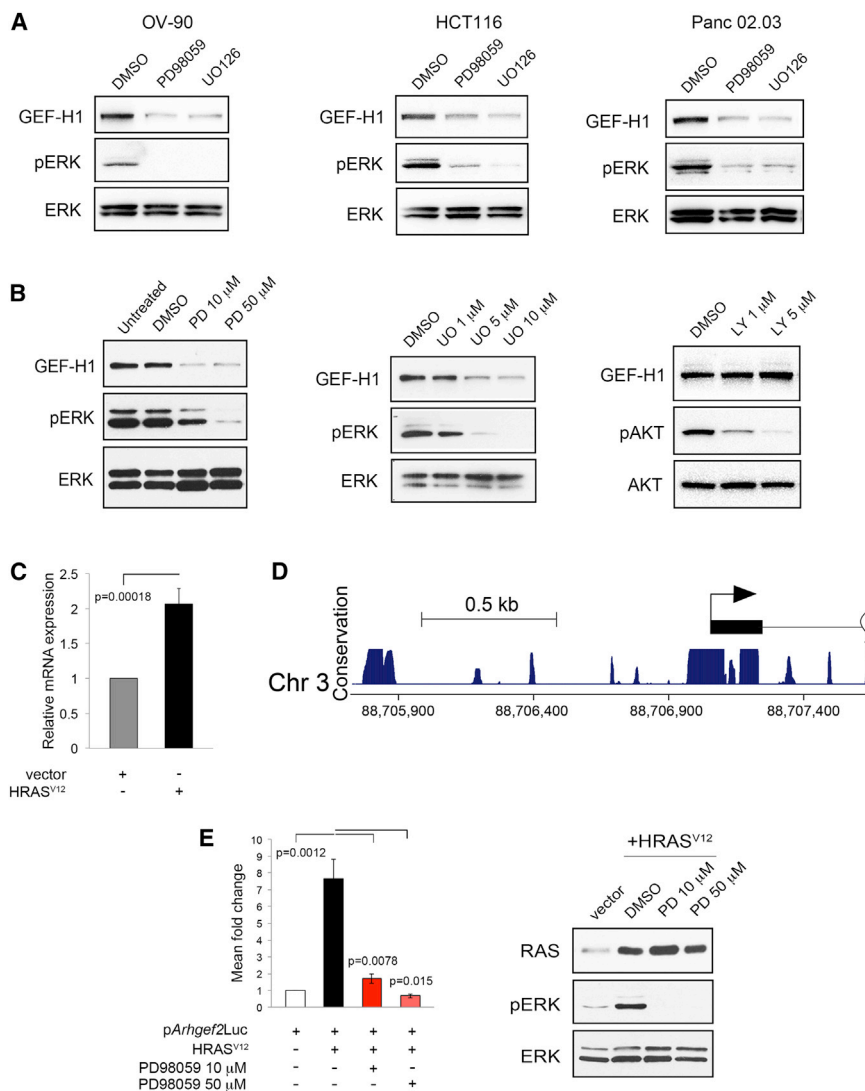 A
OV-90
DMSO
PD98059
UO126
GEF-H1
pERK
ERK
HCT116
DMSO
PD98059
UO126
GEF-H1
pERK
ERK
Panc 02.03
DMSO
PD98059
UO126
GEF-H1
pERK
ERK
B
Untreated
DMSO
PD 10 µM
PD 50 µM
GEF-H1
pERK
ERK
DMSO
UO 1 µM
UO 5 µM
UO 10 µM
GEF-H1
pERK
ERK
DMSO
LY 1 µM
LY 5 µM
GEF-H1
pAKT
AKT
C
Relative mRNA expression
2.5
2
1.5
1
0.5
0
p=0.00018
vector + -
HRASV12 - +
D
Conservation
0.5 kb
Chr 3
88,705,900 88,706,400 88,706,900 88,707,400
E
Mean fold change
10
9
8
7
6
5
4
3
2
1
0
p=0.0012
p=0.0078
p=0.015
pArhgef2Luc + + + +
HRASV12 - + + +
PD98059 10 µM - - + -
PD98059 50 µM - - - +
+HRASV12
vector
DMSO
PD 10 µM
PD 50 µM
RAS
pERK
ERK